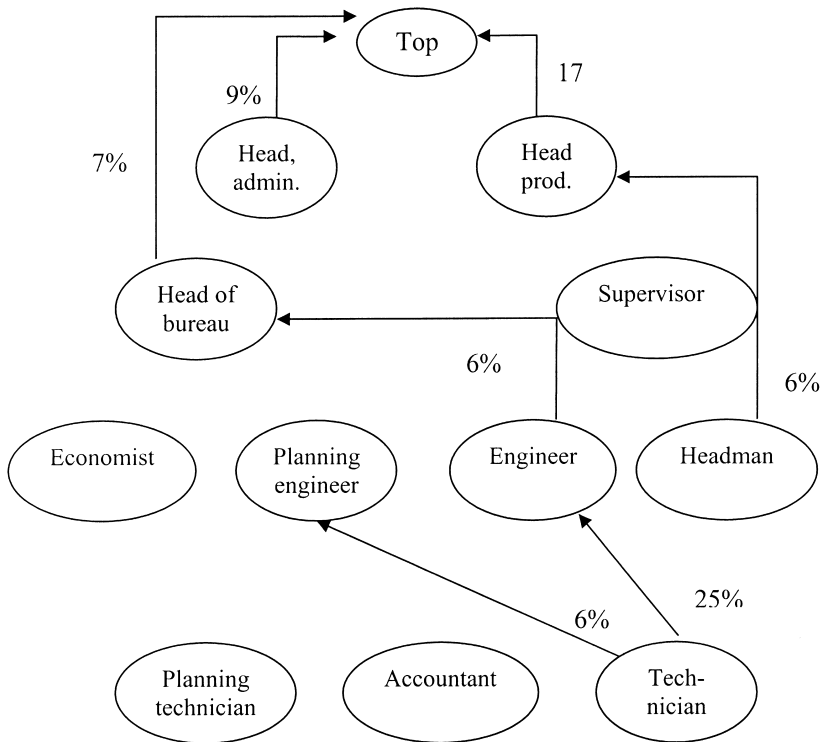 Top
17
9%
Head,
admin.
Head
prod.
7%
Head of
bureau
Supervisor
6%
6%
Economist
Planning
engineer
Engineer
Headman
25%
6%
Planning
technician
Accountant
Tech-
nician